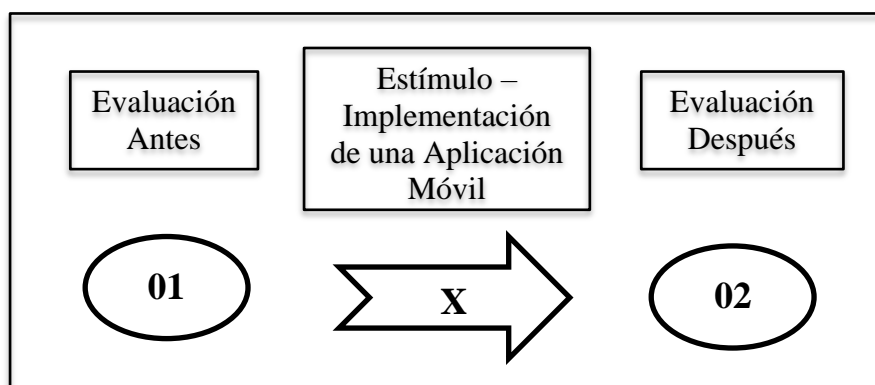 Evaluación
Antes
Estímulo –
Implementación
de una Aplicación
Móvil
Evaluación
Después
01
X
02